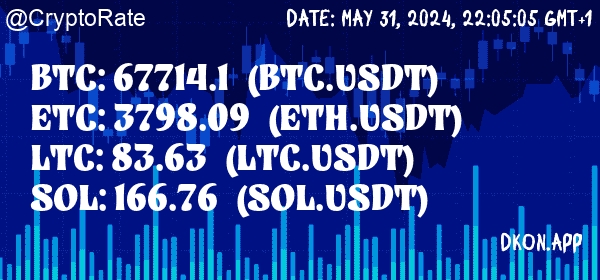 @CryptoRate
DATE: MAY 31, 2024, 22:05:05 GMT+1
BTC: 67714.1 (BTC.USDT)
ETC: 3798.09 (ETH.USDT)
LTC: 83.63 (LTC.USDT)
SOL: 166.76 (SOL.USDT)
DKON.APP